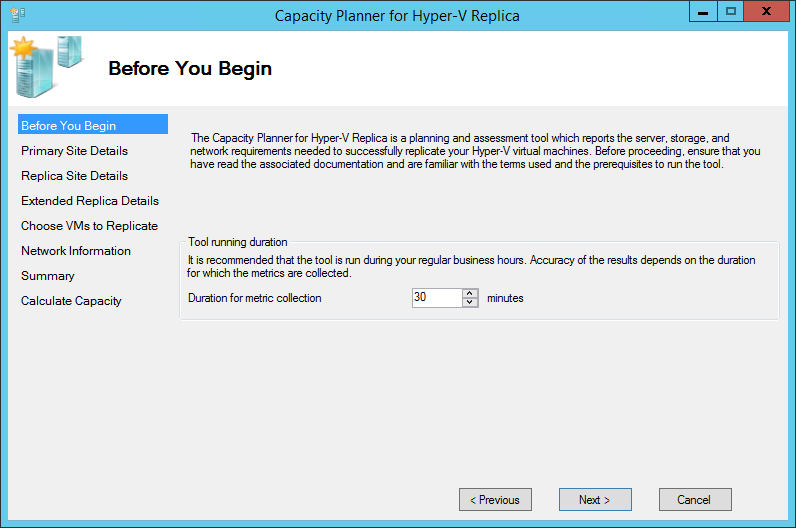 Capacity Planner for Hyper-V Replica
Before You Begin
Before You Begin
Primary Site Details
Replica Site Details
Extended Replica Details
Choose VMs to Replicate
Network Information
Summary
Calculate Capacity
The Capacity Planner for Hyper-V Replica is a planning and assessment tool which reports the server, storage, and
network requirements needed to successfully replicate your Hyper-V virtual machines. Before proceeding, ensure that you
have read the associated documentation and are familiar with the terms used and the prerequisites to run the tool.
Tool running duration
It is recommended that the tool is run during your regular business hours. Accuracy of the results depends on the duration
for which the metrics are collected.
Duration for metric collection 30 minutes
< Previous Next > Cancel